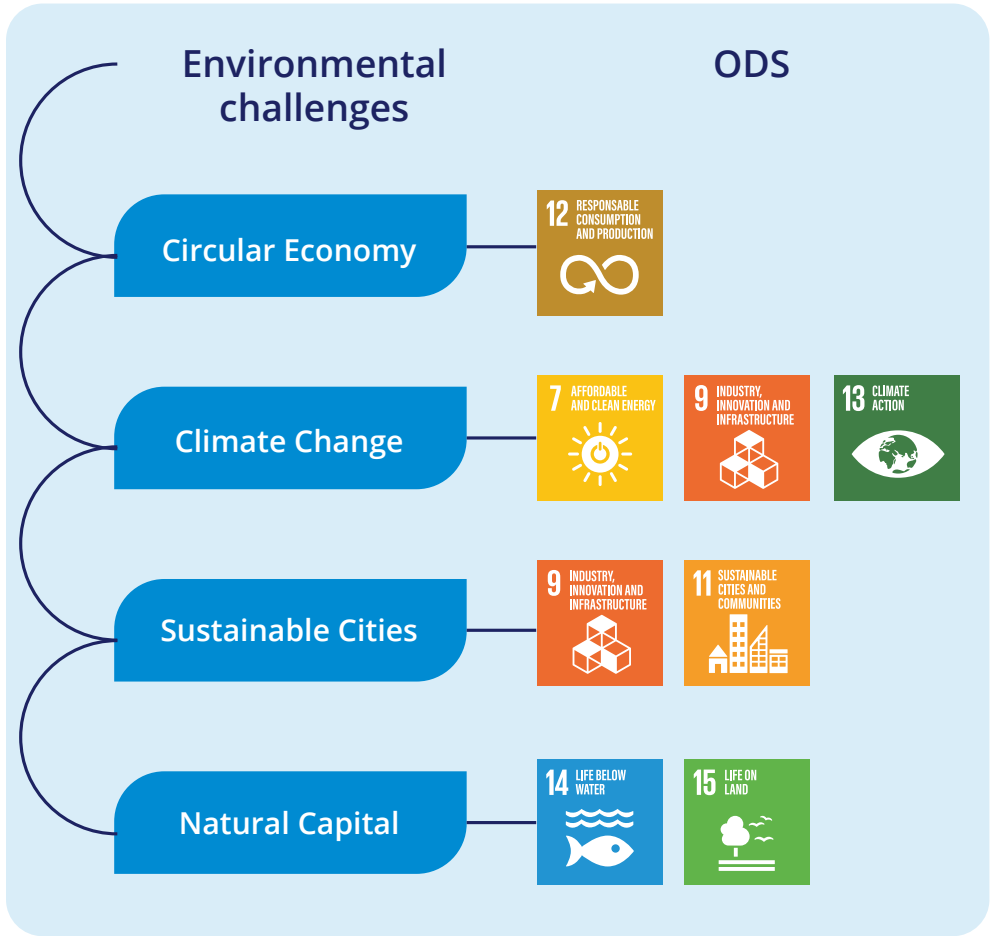 Environmental
challenges
ODS
Circular Economy
12 RESPONSABLE
CONSUMPTION
AND PRODUCTION
Climate Change
7 AFFORDABLE
AND CLEAN ENERGY
9 INDUSTRY,
INNOVATION AND
INFRASTRUCTURE
13 CLIMATE
ACTION
Sustainable Cities
9 INDUSTRY,
INNOVATION AND
INFRASTRUCTURE
11 SUSTAINABLE
CITIES AND
COMMUNITIES
Natural Capital
14 LIFE BELOW
WATER
15 LIFE ON
LAND